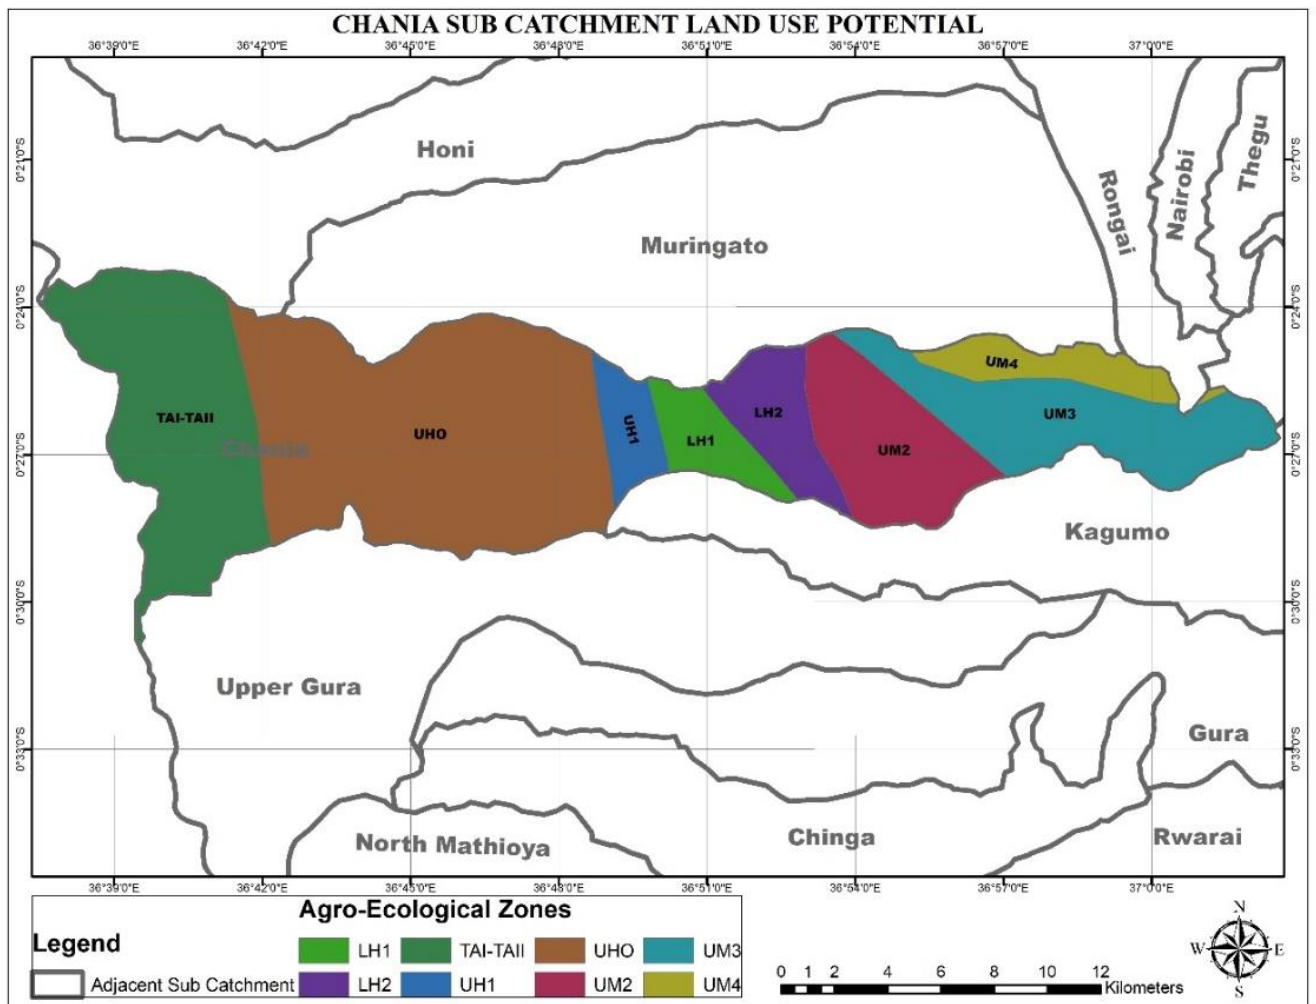 CHANIA SUB CATCHMENT LAND USE POTENTIAL
36°39'0"E 36°42'0"E 36°45'0"E 36°48'0"E 36°51'0"E 36°54'0"E 36°57'0"E 37°0'0"E
0°21'0"S
0°21'0"S
Honi
Rongai
Nairobi
Thegu
Muringato
0°24'0"S
0°24'0"S
UM4
TAI-TAII
UHO
UH1
LH1
LH2
UM2
UM3
Chania
0°27'0"S
0°27'0"S
Kagumo
0°30'0"S
0°30'0"S
Upper Gura
0°33'0"S
0°33'0"S
Gura
North Mathioya
Chinga
Rwarai
36°39'0"E 36°42'0"E 36°45'0"E 36°48'0"E 36°51'0"E 36°54'0"E 36°57'0"E 37°0'0"E
Agro-Ecological Zones
Legend
Adjacent Sub Catchment
LH1 TAI-TAII UHO UM3
LH2 UH1 UM2 UM4
0 1 2 4 6 8 10 12
Kilometers
N
W E
S